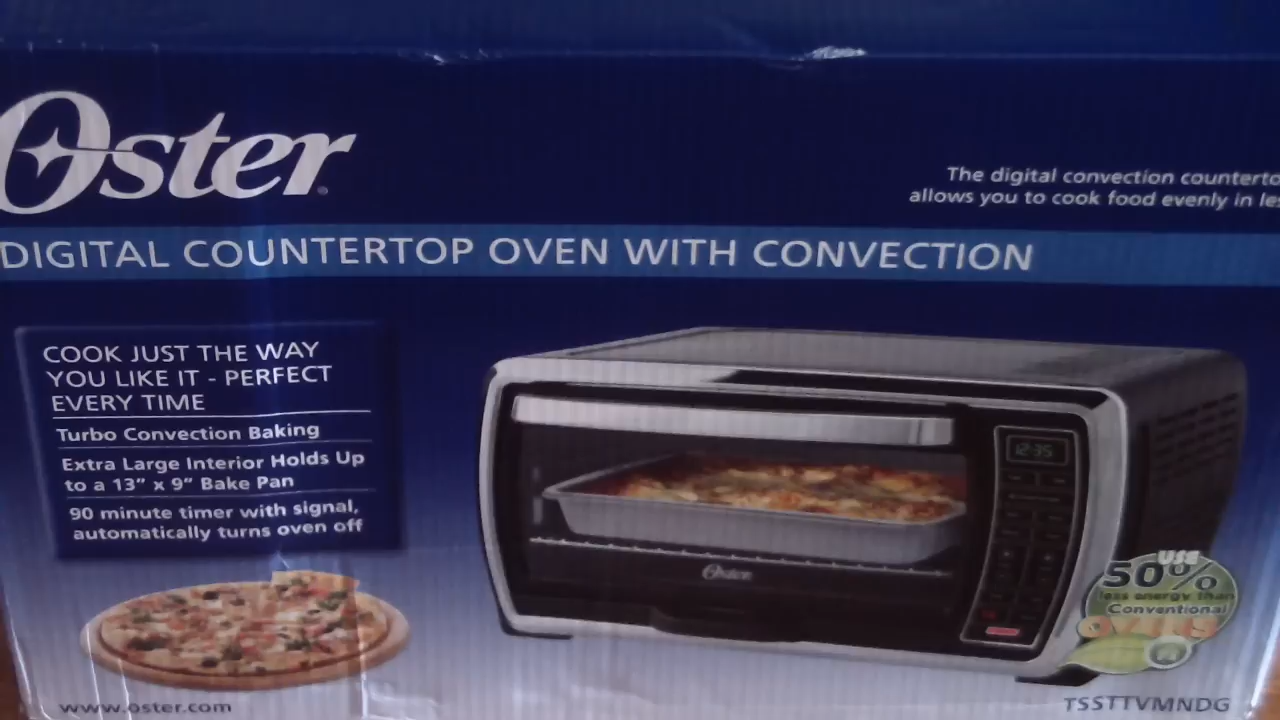 Oster
The digital convection
allows you to cook food evenly in
DIGITAL COUNTERTOP OVEN WITH CONVECTION
COOK JUST THE WAY
YOU LIKE IT - PERFECT
EVERY TIME
Turbo Convection Baking
Extra Large Interior Holds Up
to a 13” x 9” Bake Pan
90 minute timer with signal,
automatically turns oven off
12:35
Oster
USE
50%
less energy than
Conventional
OVENS
www.oster.com
TSSTTVMNDG